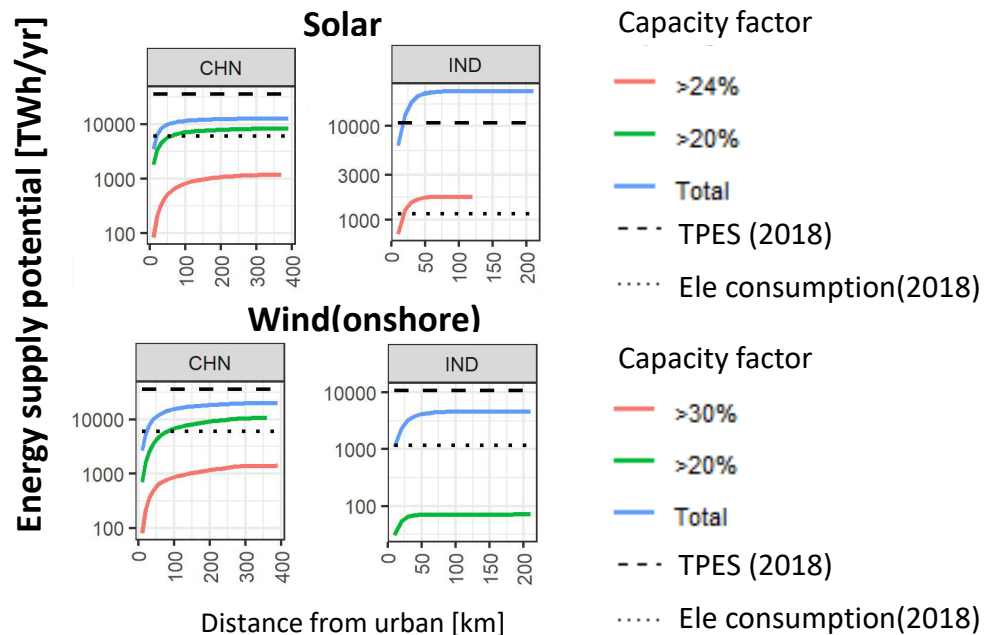 Energy supply potential [TWh/yr]
Solar
CHN
10000
1000
100
0
100
200
300
400
IND
10000
3000
1000
0
50
100
150
200
Capacity factor
>24%
>20%
Total
TPES (2018)
Ele consumption(2018)
Wind(onshore)
CHN
10000
1000
100
0
100
200
300
400
IND
10000
1000
100
0
50
100
150
200
Capacity factor
>30%
>20%
Total
TPES (2018)
Ele consumption(2018)
Distance from urban [km]